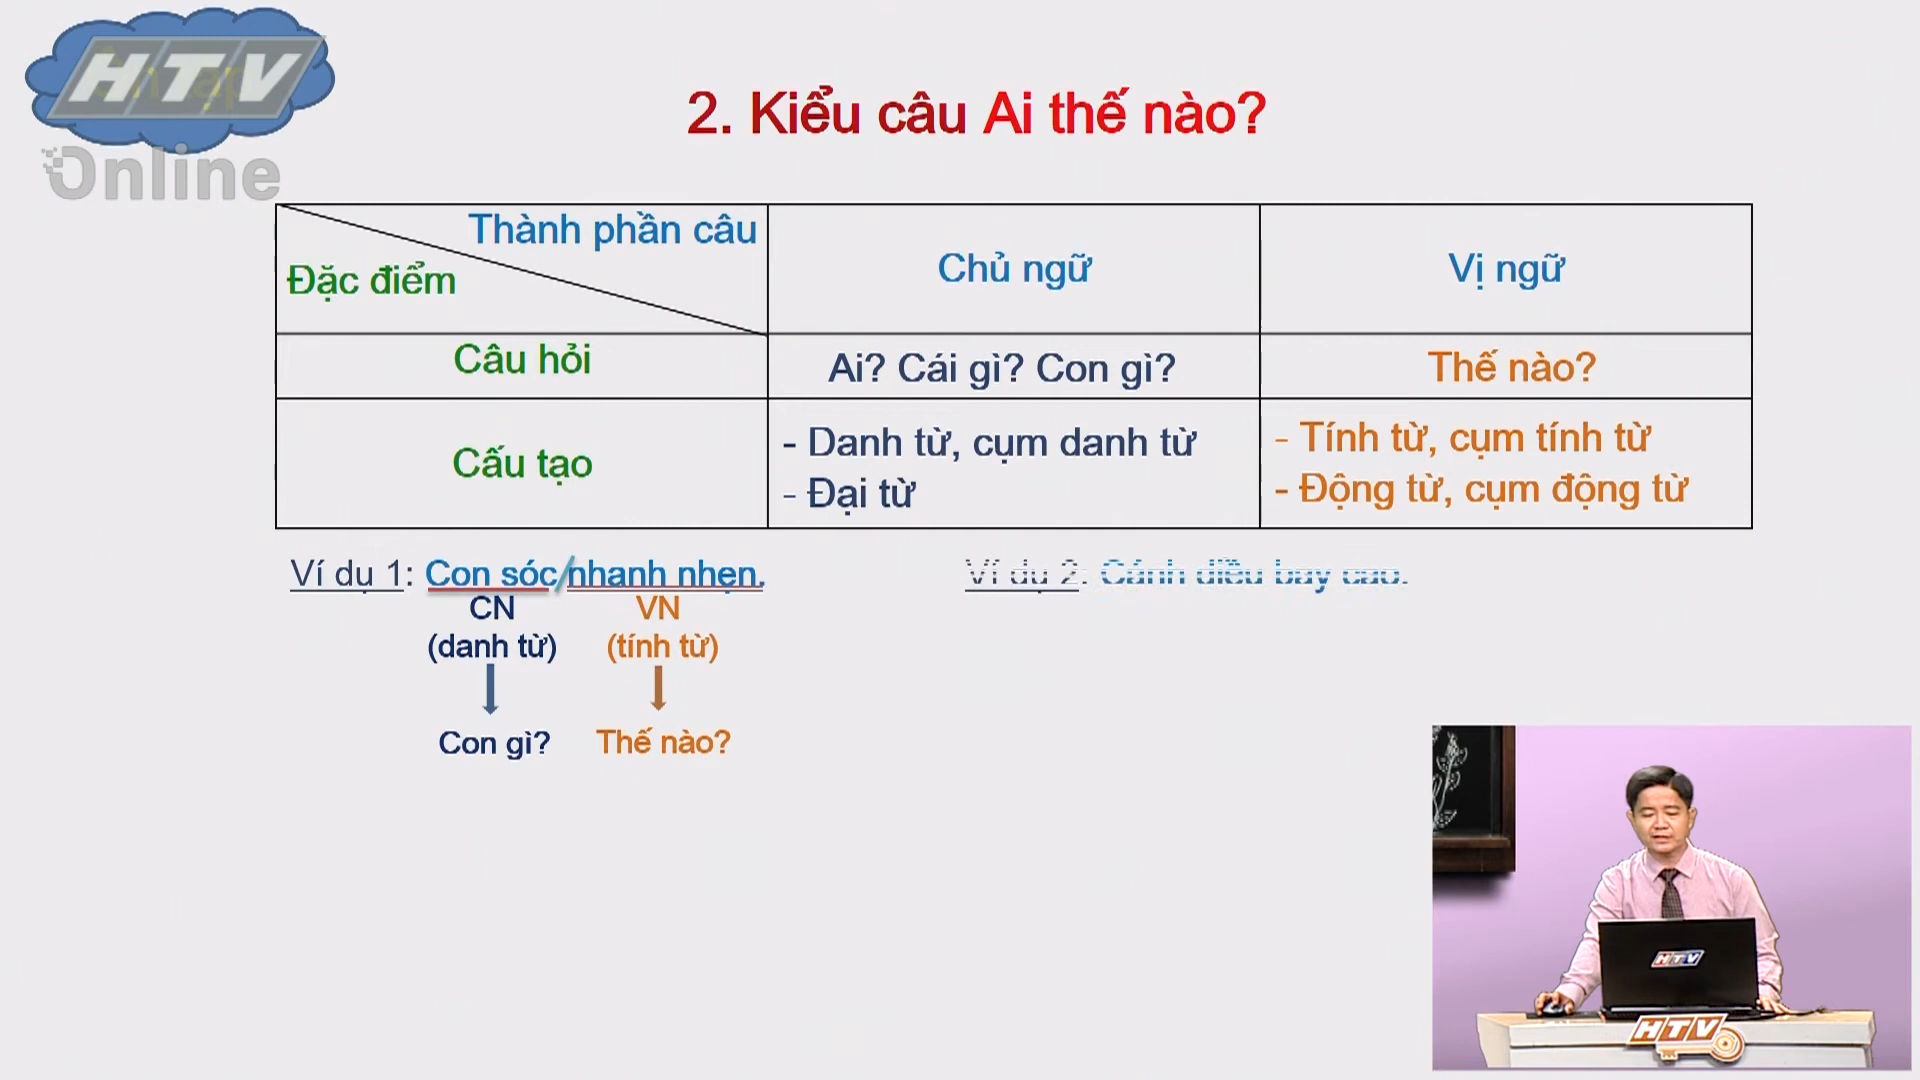 HTV
Online
2. Kiểu câu Ai thế nào?
Thành phần câu
Đặc điểm
Chủ ngữ
Vị ngữ
Câu hỏi
Ai? Cái gì? Con gì?
Thế nào?
Cấu tạo
- Danh từ, cụm danh từ
- Đại từ
- Tính từ, cụm tính từ
- Động từ, cụm động từ
Ví dụ 1: Con sóc/nhanh nhẹn.
Ví dụ 2: Cánh diều bay cao.
CN
VN
(danh từ)
(tính từ)
Con gì?
Thế nào?
HTV
HTV